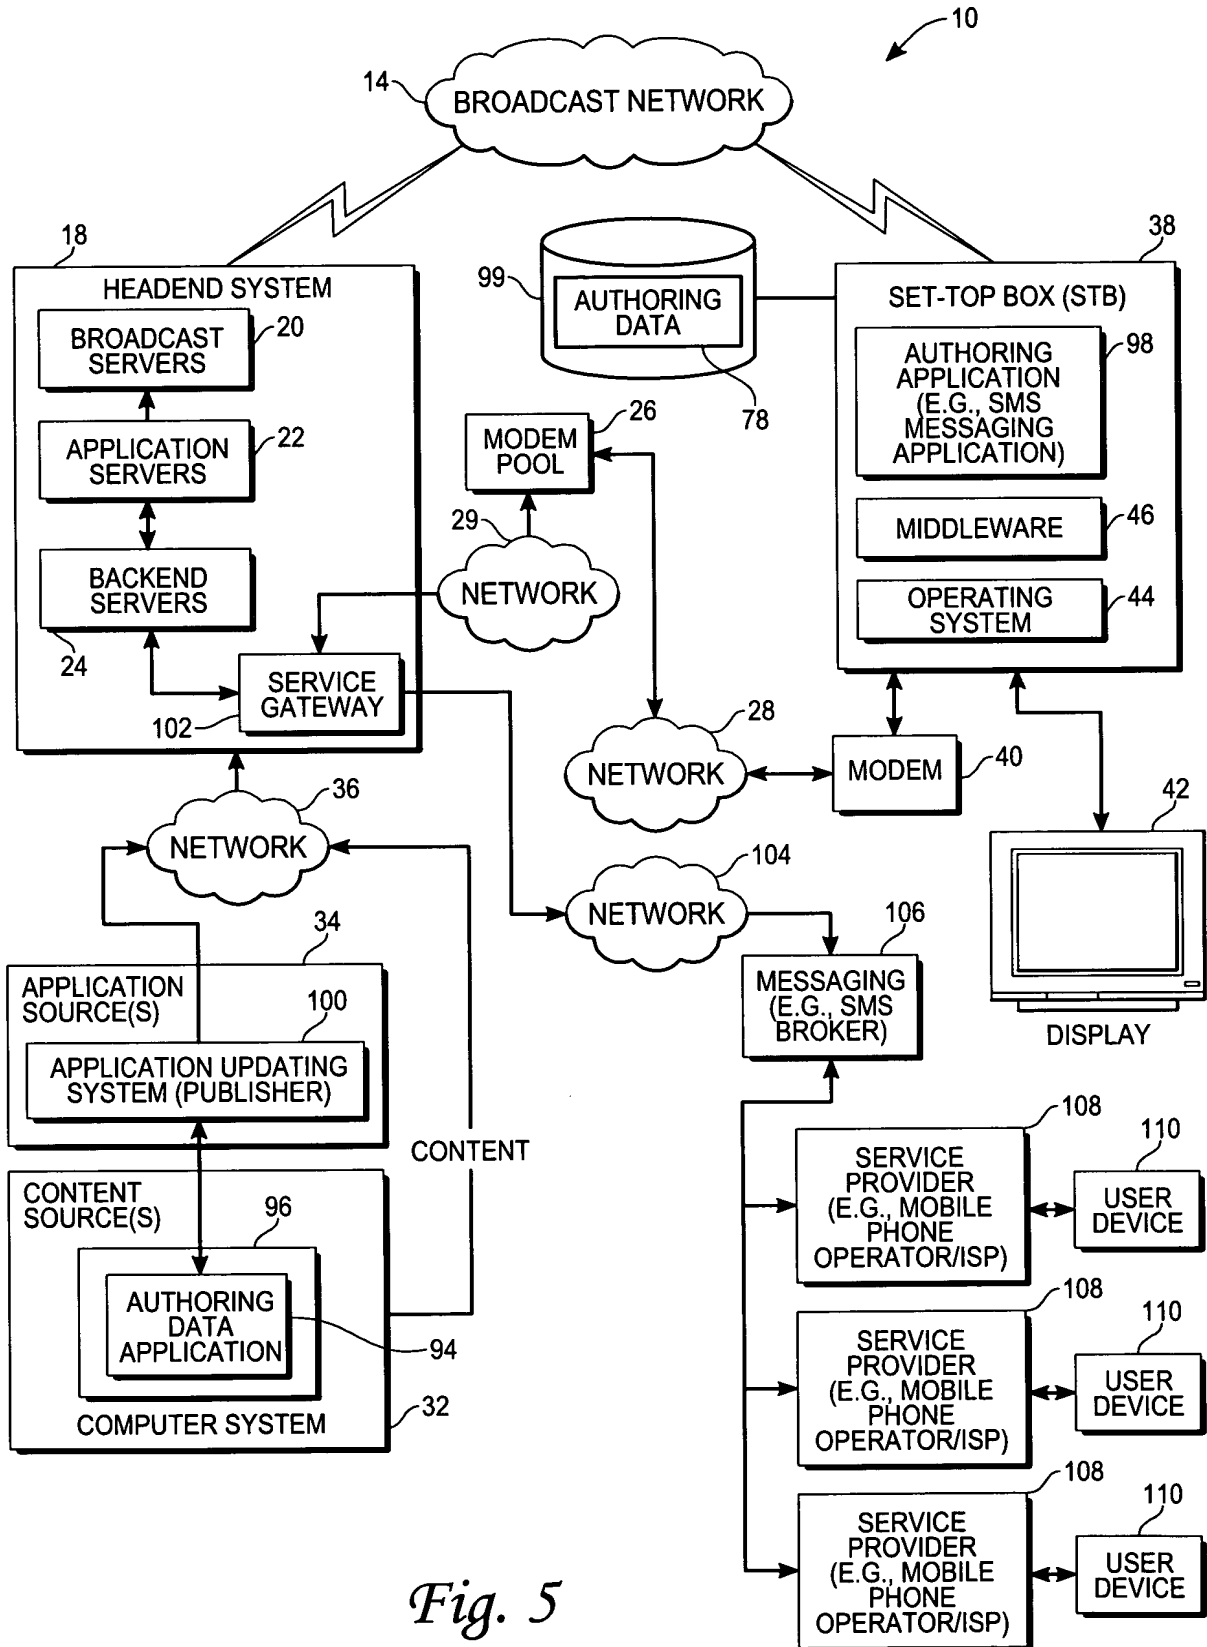 10
14
BROADCAST NETWORK
18
HEADEND SYSTEM
BROADCAST
SERVERS
20
APPLICATION
SERVERS
22
BACKEND
SERVERS
24
SERVICE
GATEWAY
102
99
AUTHORING
DATA
78
38
SET-TOP BOX (STB)
AUTHORING
APPLICATION
(E.G., SMS
MESSAGING
APPLICATION)
98
MIDDLEWARE
46
OPERATING
SYSTEM
44
MODEM
POOL
26
29
NETWORK
28
NETWORK
MODEM
40
42
DISPLAY
36
NETWORK
104
NETWORK
106
MESSAGING
(E.G., SMS
BROKER)
34
APPLICATION
SOURCE(S)
100
APPLICATION UPDATING
SYSTEM (PUBLISHER)
CONTENT
CONTENT
SOURCE(S)
96
AUTHORING
DATA
APPLICATION
94
COMPUTER SYSTEM
32
108
SERVICE
PROVIDER
(E.G., MOBILE
PHONE
OPERATOR/ISP)
110
USER
DEVICE
108
SERVICE
PROVIDER
(E.G., MOBILE
PHONE
OPERATOR/ISP)
110
USER
DEVICE
108
SERVICE
PROVIDER
(E.G., MOBILE
PHONE
OPERATOR/ISP)
110
USER
DEVICE
Fig. 5